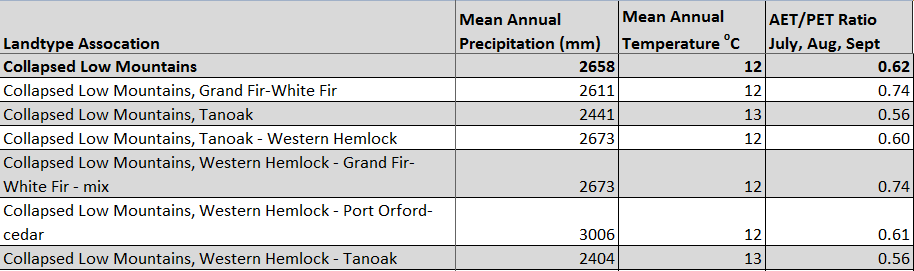 Landtype Assocation Mean Annual Precipitation (mm) Mean Annual Temperature °C AET/PET Ratio July, Aug, Sept
Collapsed Low Mountains 2658 12 0.62
Collapsed Low Mountains, Grand Fir-White Fir 2611 12 0.74
Collapsed Low Mountains, Tanoak 2441 13 0.56
Collapsed Low Mountains, Tanoak - Western Hemlock 2673 12 0.60
Collapsed Low Mountains, Western Hemlock - Grand Fir-
White Fir - mix 2673 12 0.74
Collapsed Low Mountains, Western Hemlock - Port Orford-
cedar 3006 12 0.61
Collapsed Low Mountains, Western Hemlock - Tanoak 2404 13 0.56